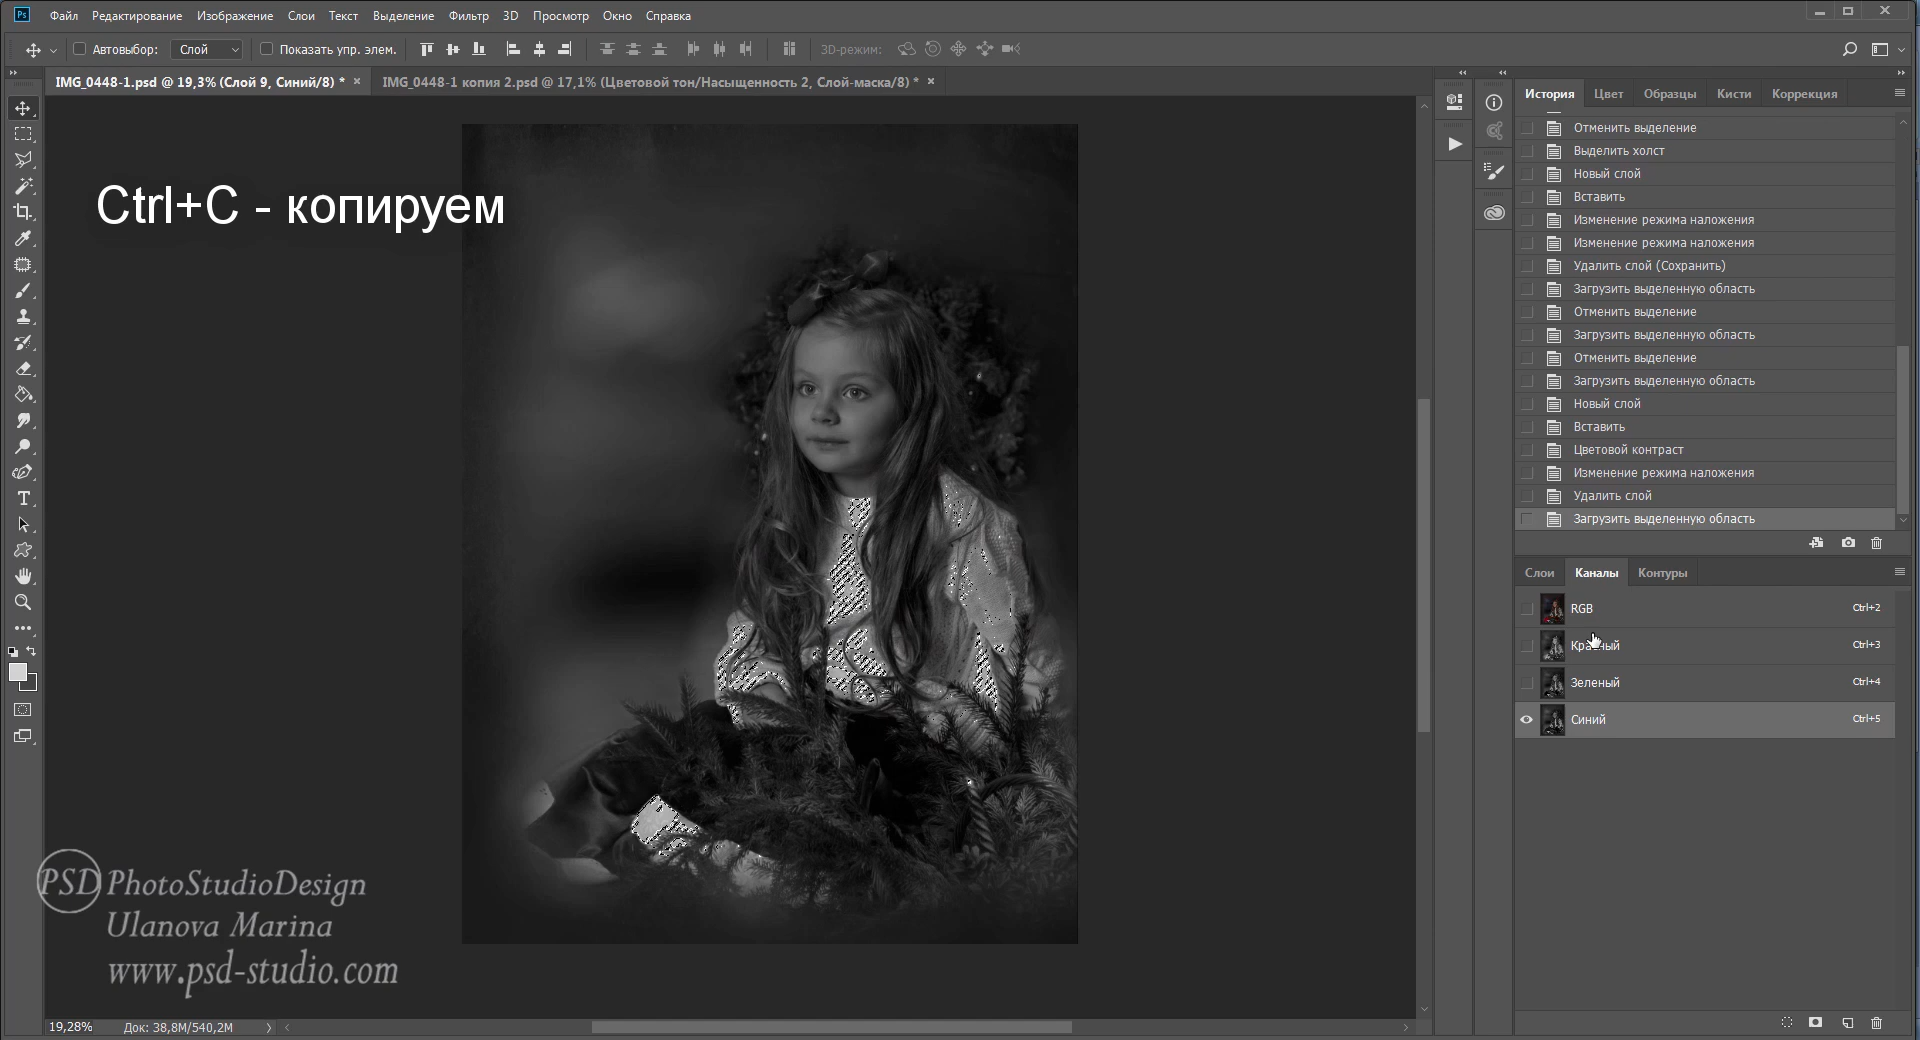 Ps Файл Редактирование Изображение Слои Текст Выделение Фильтр 3D Просмотр Окно Справка
Автовыбор: Слой Показать упр. элем. 3D-режим:
IMG_0448-1.psd @ 19,3% (Слой 9, Синий/8) * × IMG_0448-1 копия 2.psd @ 17,1% (Цветовой тон/Насыщенность 2, Слой-маска/8) * ×
Ctrl+C - копируем
История Цвет Образцы Кисти Коррекция
Отменить выделение
Выделить холст
Новый слой
Вставить
Изменение режима наложения
Изменение режима наложения
Удалить слой (Сохранить)
Загрузить выделенную область
Отменить выделение
Загрузить выделенную область
Отменить выделение
Загрузить выделенную область
Новый слой
Вставить
Цветовой контраст
Изменение режима наложения
Удалить слой
Загрузить выделенную область
Слои Каналы Контуры
RGB Ctrl+2
Красный Ctrl+3
Зеленый Ctrl+4
Синий Ctrl+5
PSD PhotoStudioDesign
Ulanova Marina
www.psd-studio.com
19,28% Док: 38,8M/540,2M